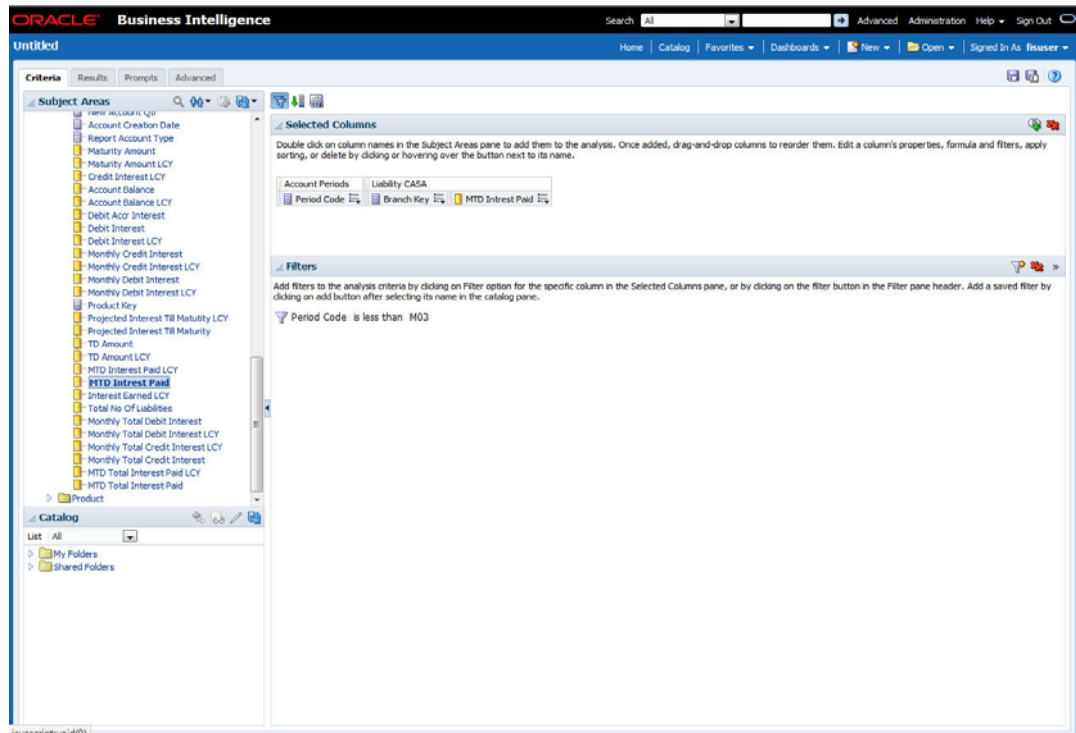 ORACLE Business Intelligence
Search All Advanced Administration Help Sign Out
Untitled
Home Catalog Favorites Dashboards New Open Signed In As fisuser
Criteria Results Prompts Advanced
Subject Areas
New Account Qu
Account Creation Date
Report Account Type
Maturity Amount
Maturity Amount LCY
Credit Interest LCY
Account Balance
Account Balance LCY
Debit Accr Interest
Debit Interest
Debit Interest LCY
Monthly Credit Interest
Monthly Credit Interest LCY
Monthly Debit Interest
Monthly Debit Interest LCY
Product Key
Projected Interest Till Matutity LCY
Projected Interest Till Maturity
TD Amount
TD Amount LCY
MTD Interest Paid LCY
MTD Intrest Paid
Interest Earned LCY
Total No Of Liabilities
Monthly Total Debit Interest
Monthly Total Debit Interest LCY
Monthly Total Credit Interest LCY
Monthly Total Credit Interest
MTD Total Interest Paid LCY
MTD Total Interest Paid
Product
Catalog
List All
My Folders
Shared Folders
Selected Columns
Double click on column names in the Subject Areas pane to add them to the analysis. Once added, drag-and-drop columns to reorder them. Edit a column's properties, formula and filters, apply
sorting, or delete by clicking or hovering over the button next to its name.
Account Periods Liability CASA
Period Code Branch Key MTD Intrest Paid
Filters
Add filters to the analysis criteria by clicking on Filter option for the specific column in the Selected Columns pane, or by clicking on the filter button in the Filter pane header. Add a saved filter by
clicking on add button after selecting its name in the catalog pane.
Period Code is less than M03